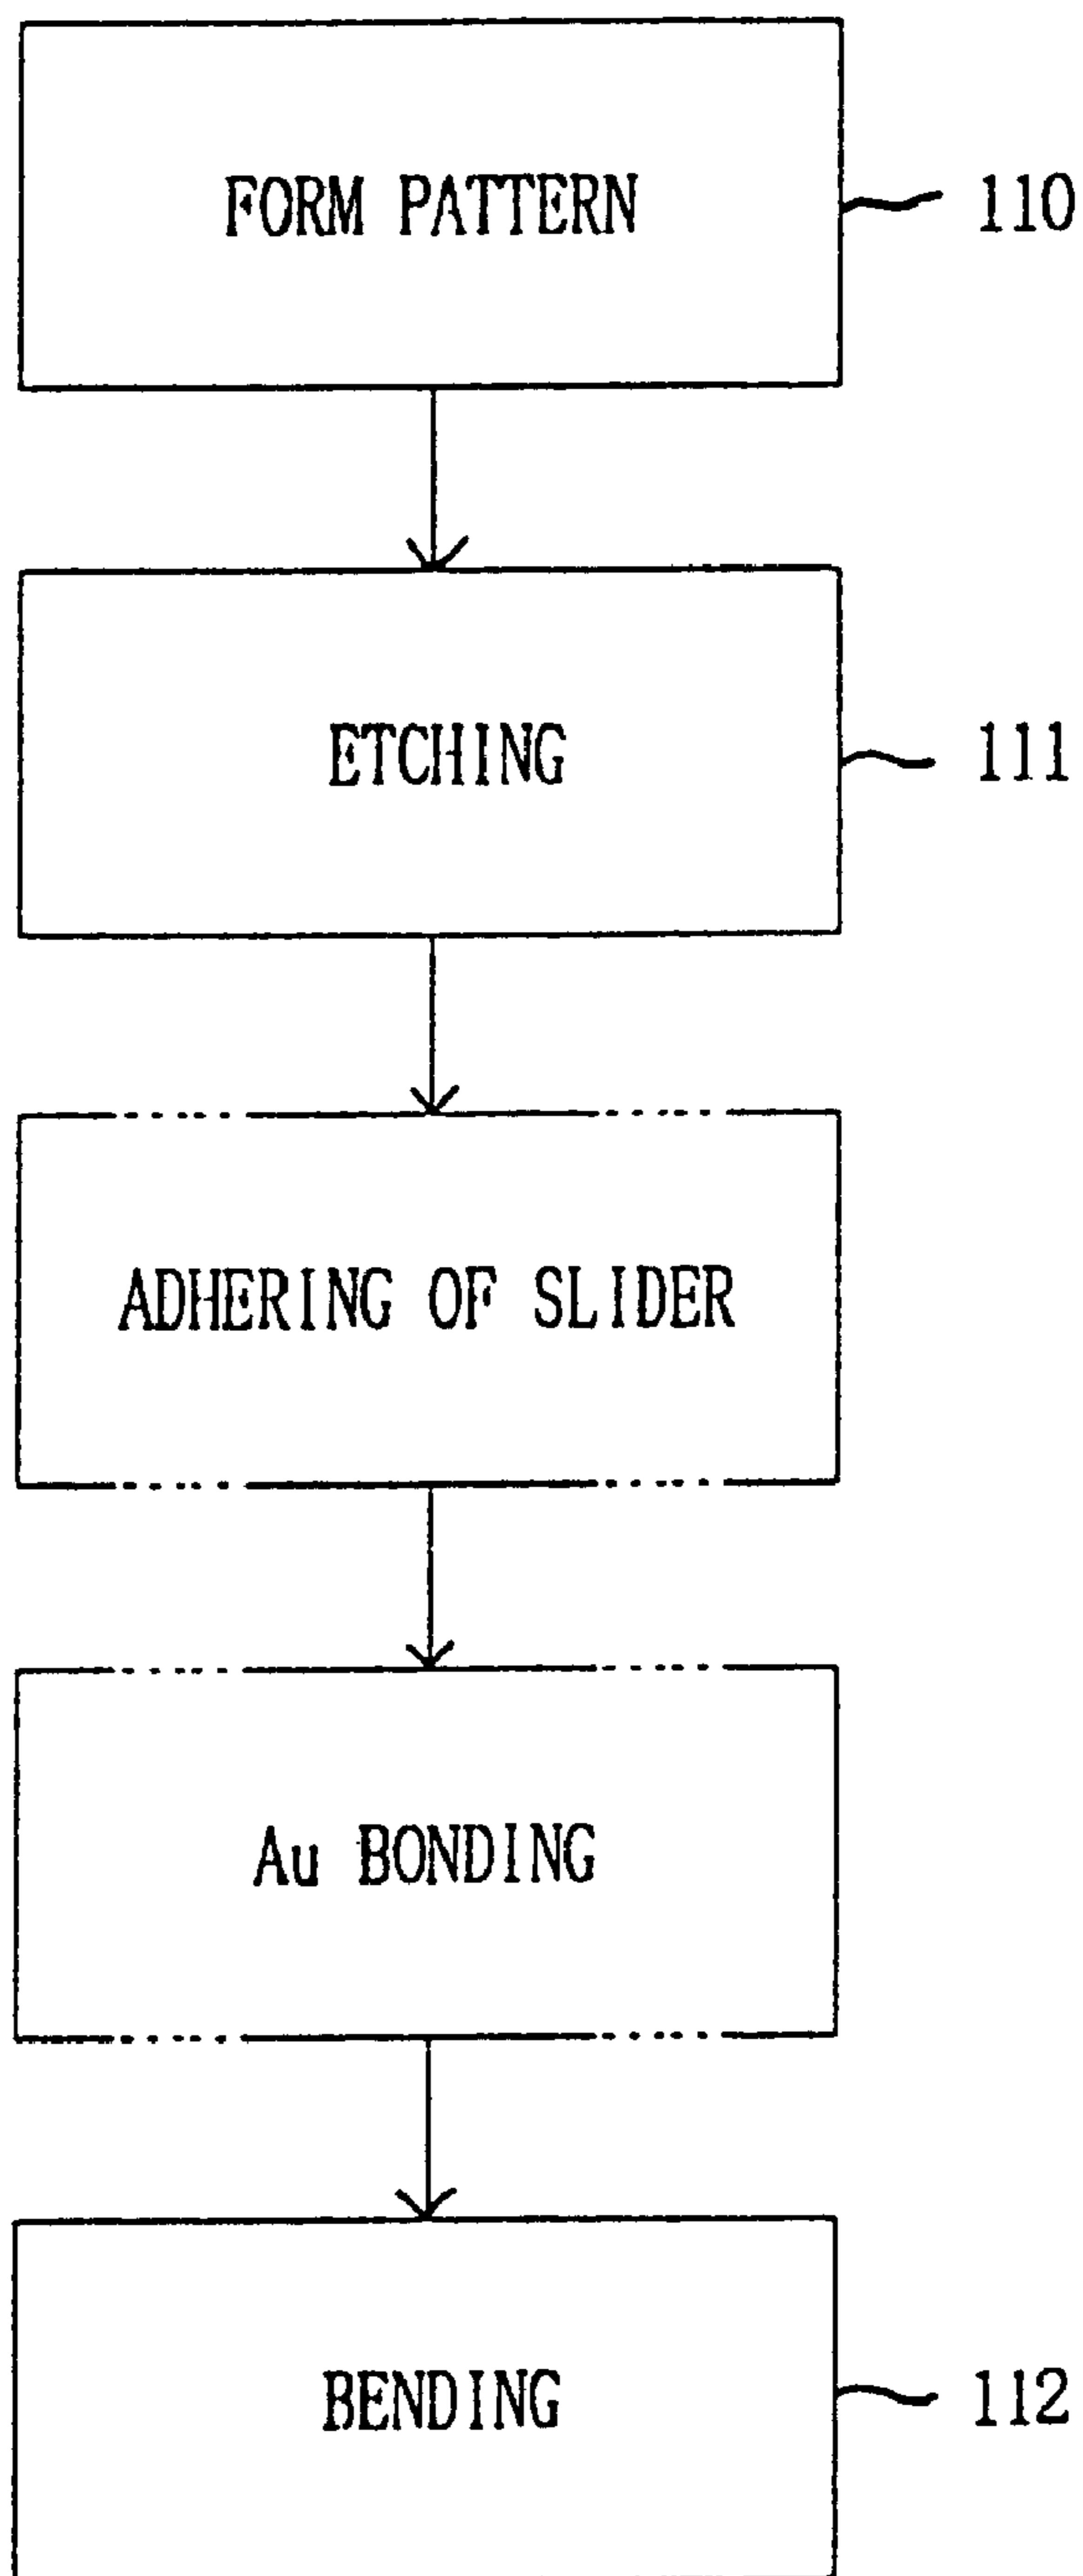 FORM PATTERN
110
ETCHING
111
ADHERING OF SLIDER
Au BONDING
BENDING
112